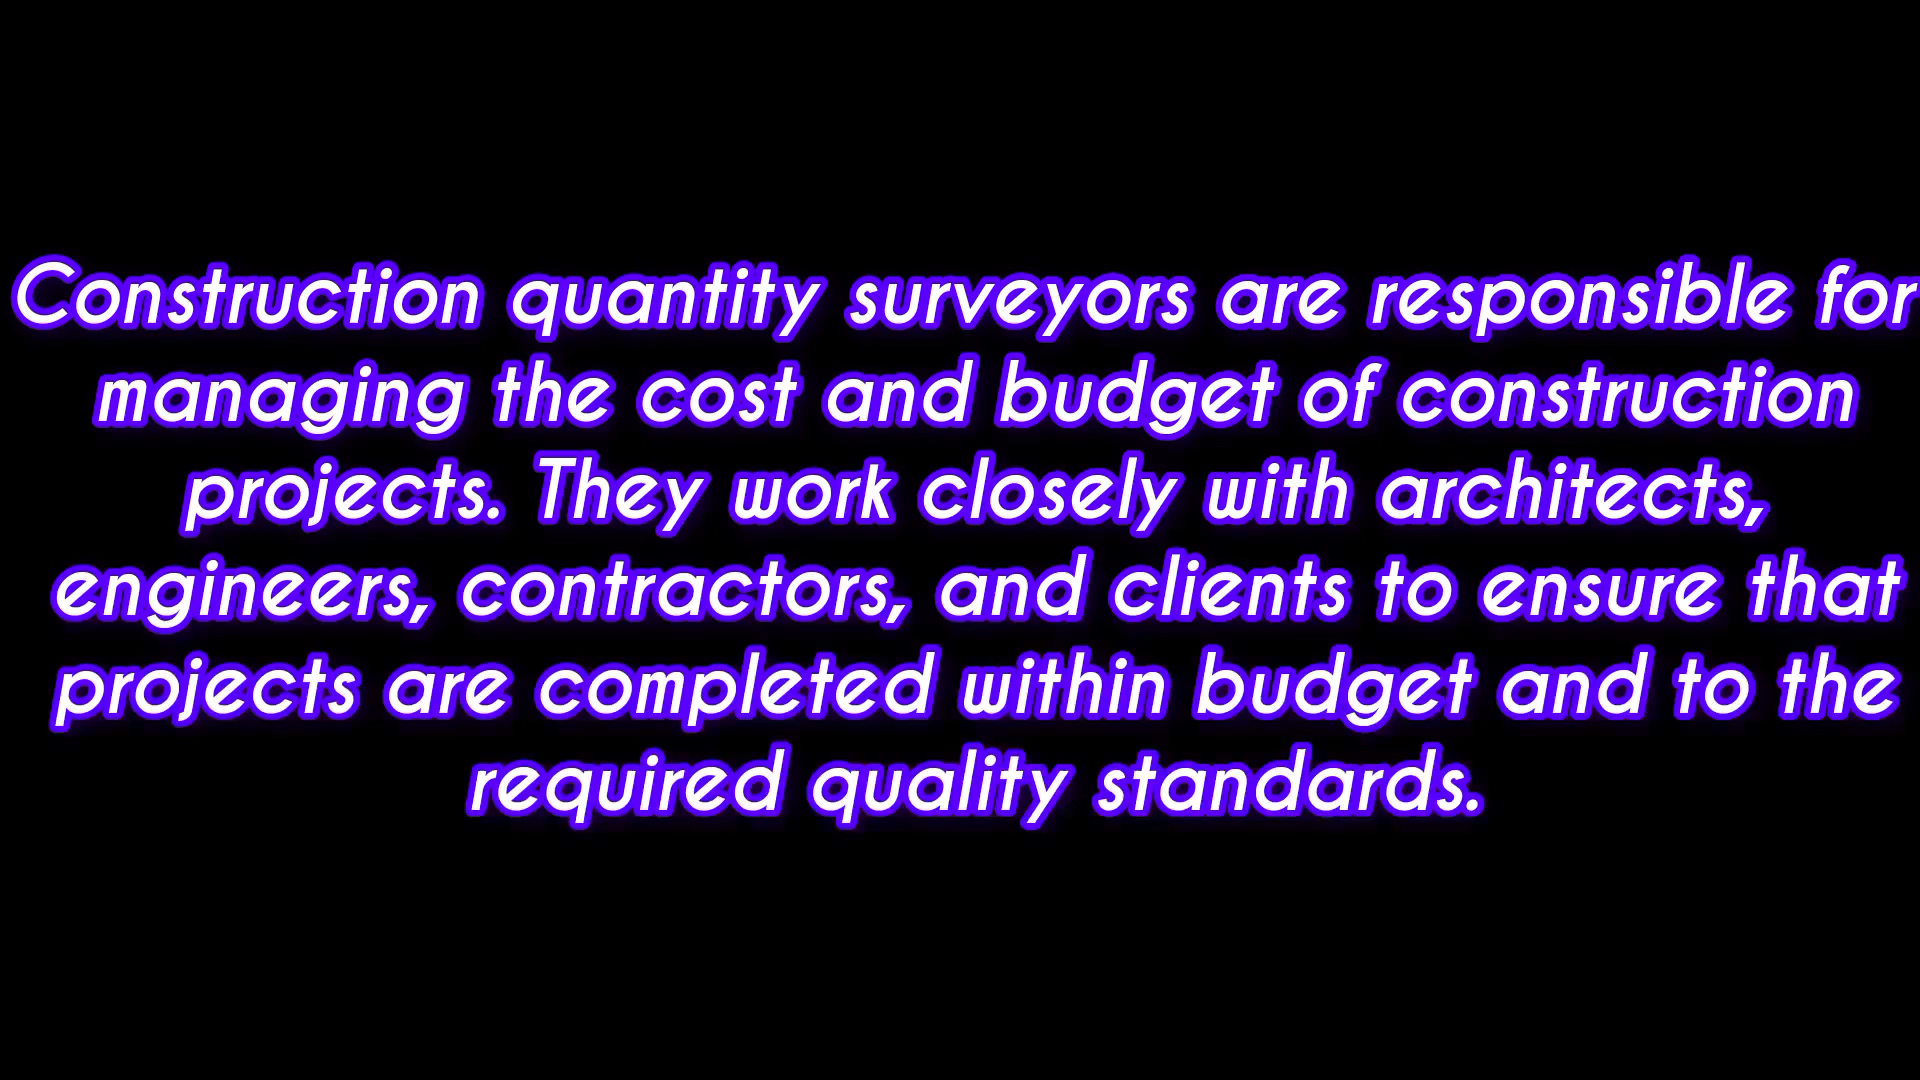 Construction quantity surveyors are responsible for
managing the cost and budget of construction
projects. They work closely with architects,
engineers, contractors, and clients to ensure that
projects are completed within budget and to the
required quality standards.